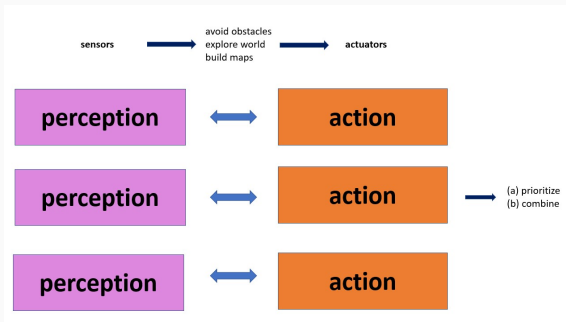 sensors
avoid obstacles
explore world
build maps
actuators
perception
action
perception
action
(a) prioritize
(b) combine
perception
action